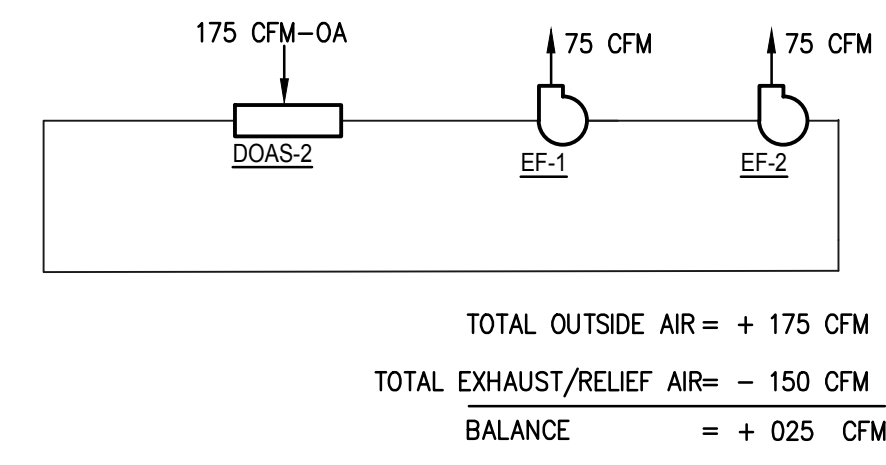 175 CFM-OA
75 CFM
75 CFM
DOAS-2
EF-1
EF-2
TOTAL OUTSIDE AIR = + 175 CFM
TOTAL EXHAUST/RELIEF AIR= - 150 CFM
BALANCE = + 025 CFM